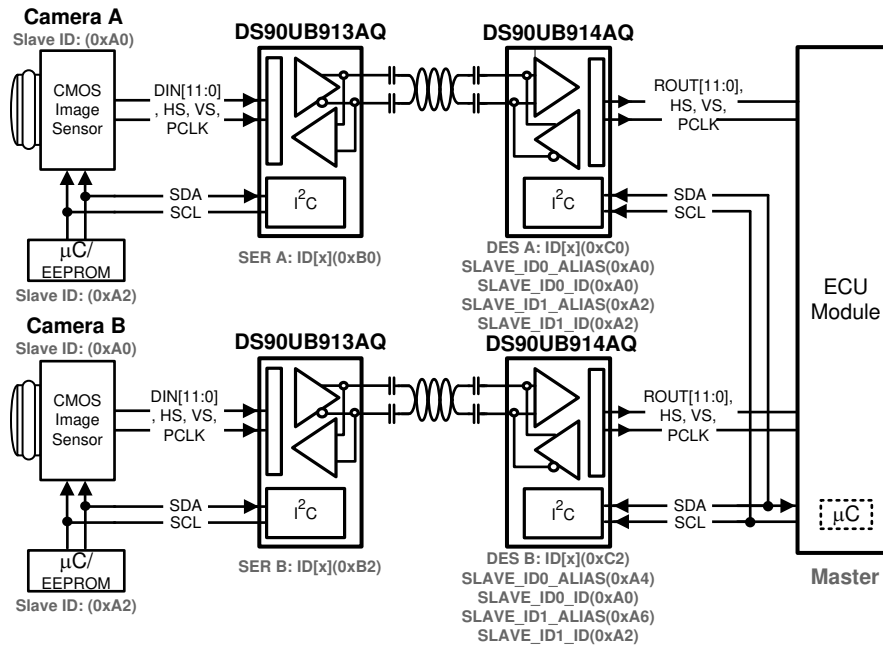 Camera A
Slave ID: (0xA0)
DS90UB913AQ
DS90UB914AQ
CMOS
Image
Sensor
DIN[11:0]
, HS, VS,
PCLK
ROUT[11:0],
HS, VS,
PCLK
SDA
SCL
I2C
I2C
SDA
SCL
µC/
EEPROM
Slave ID: (0xA2)
SER A: ID[x](0xB0)
DES A: ID[x](0xC0)
SLAVE_ID0_ALIAS(0xA0)
SLAVE_ID0_ID(0xA0)
SLAVE_ID1_ALIAS(0xA2)
SLAVE_ID1_ID(0xA2)
ECU
Module
Camera B
Slave ID: (0xA0)
DS90UB913AQ
DS90UB914AQ
CMOS
Image
Sensor
DIN[11:0]
, HS, VS,
PCLK
ROUT[11:0],
HS, VS,
PCLK
SDA
SCL
I2C
I2C
SDA
SCL
µC
µC/
EEPROM
Slave ID: (0xA2)
SER B: ID[x](0xB2)
DES B: ID[x](0xC2)
SLAVE_ID0_ALIAS(0xA4)
SLAVE_ID0_ID(0xA0)
SLAVE_ID1_ALIAS(0xA6)
SLAVE_ID1_ID(0xA2)
Master